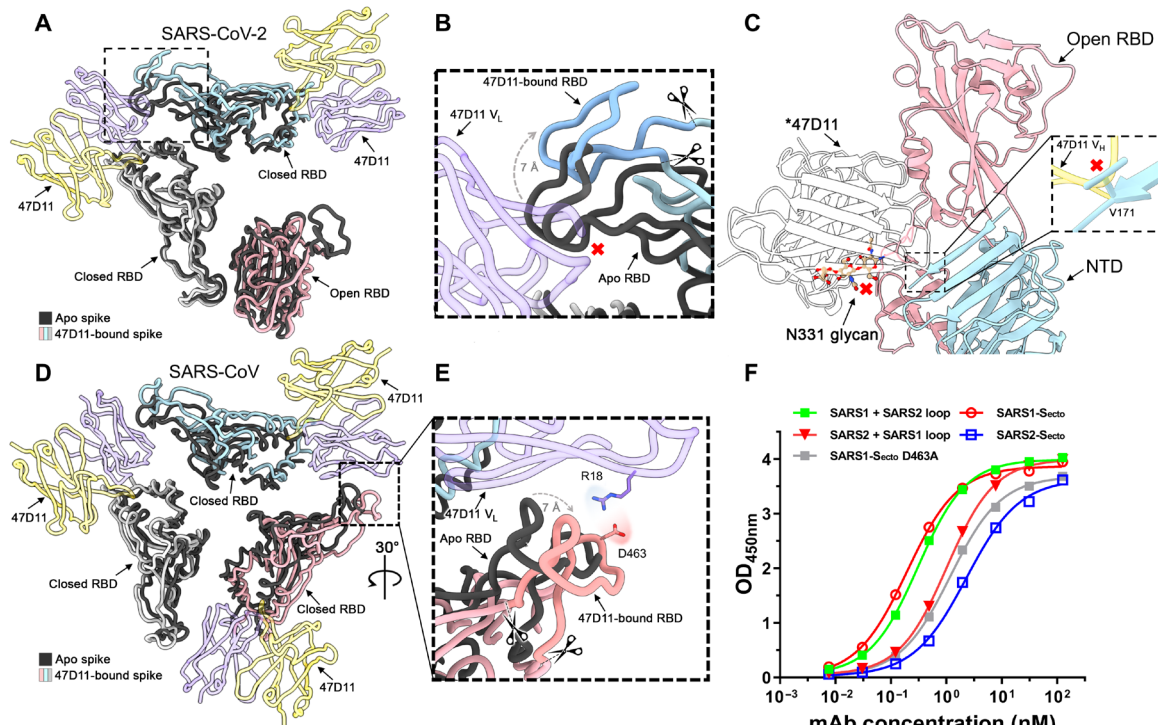 A
SARS-CoV-2
47D11
47D11
Closed RBD
Closed RBD
Open RBD
Apo spike
47D11-bound spike
B
47D11-bound RBD
47D11 VL
7 Å
Apo RBD
C
Open RBD
*47D11
47D11 VH
V171
NTD
N331 glycan
D
SARS-CoV
47D11
47D11
Closed RBD
Closed RBD
Closed RBD
30°
47D11
Apo spike
47D11-bound spike
E
R18
47D11 VL
7 Å
Apo RBD
D463
47D11-bound RBD
F
SARS1 + SARS2 loop
SARS1-Secto
SARS2 + SARS1 loop
SARS2-Secto
SARS1-Secto D463A
OD450nm
4
3
2
1
0
10−3
10−2
10−1
100
101
102
103
mAb concentration (nM)